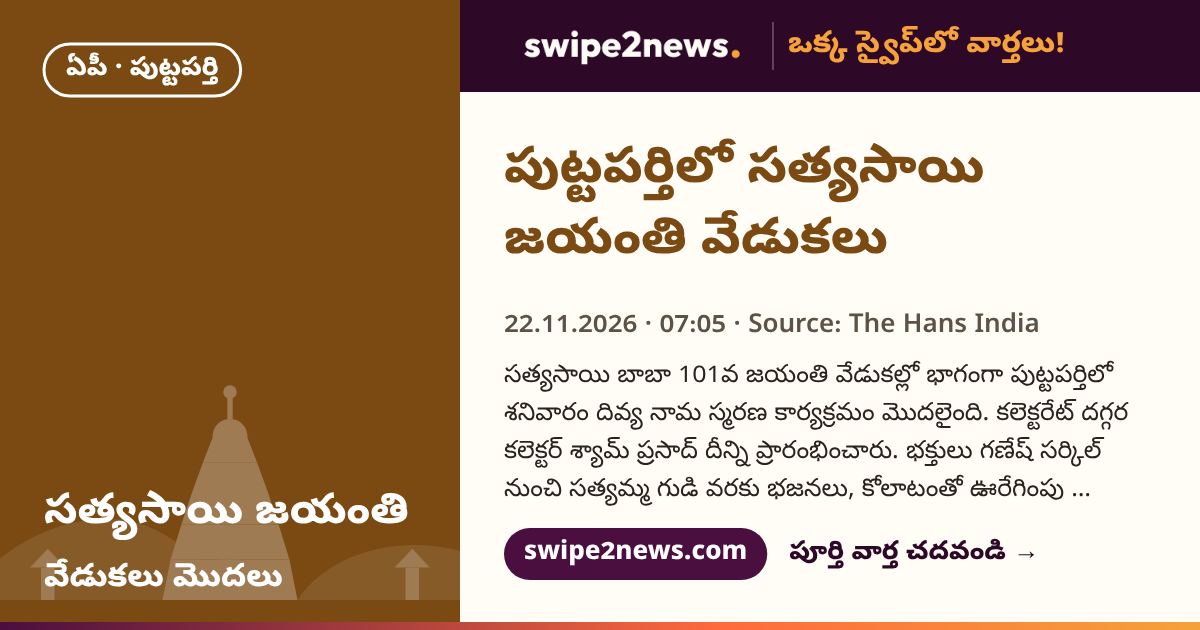 ఏపీ · పుట్టపర్తి
సత్యసాయి జయంతి
వేడుకలు మొదలు
swipe2news. ఒక్క స్వైప్‌లో వార్తలు!
పుట్టపర్తిలో సత్యసాయి
జయంతి వేడుకలు
22.11.2026 · 07:05 · Source: The Hans India
సత్యసాయి బాబా 101వ జయంతి వేడుకల్లో భాగంగా పుట్టపర్తిలో
శనివారం దివ్య నామ స్మరణ కార్యక్రమం మొదలైంది. కలెక్టరేట్ దగ్గర
కలెక్టర్ శ్యామ్ ప్రసాద్ దీన్ని ప్రారంభించారు. భక్తులు గణేష్ సర్కిల్
నుంచి సత్యమ్మ గుడి వరకు భజనలు, కోలాటంతో ఊరేగింపు ...
swipe2news.com పూర్తి వార్త చదవండి →